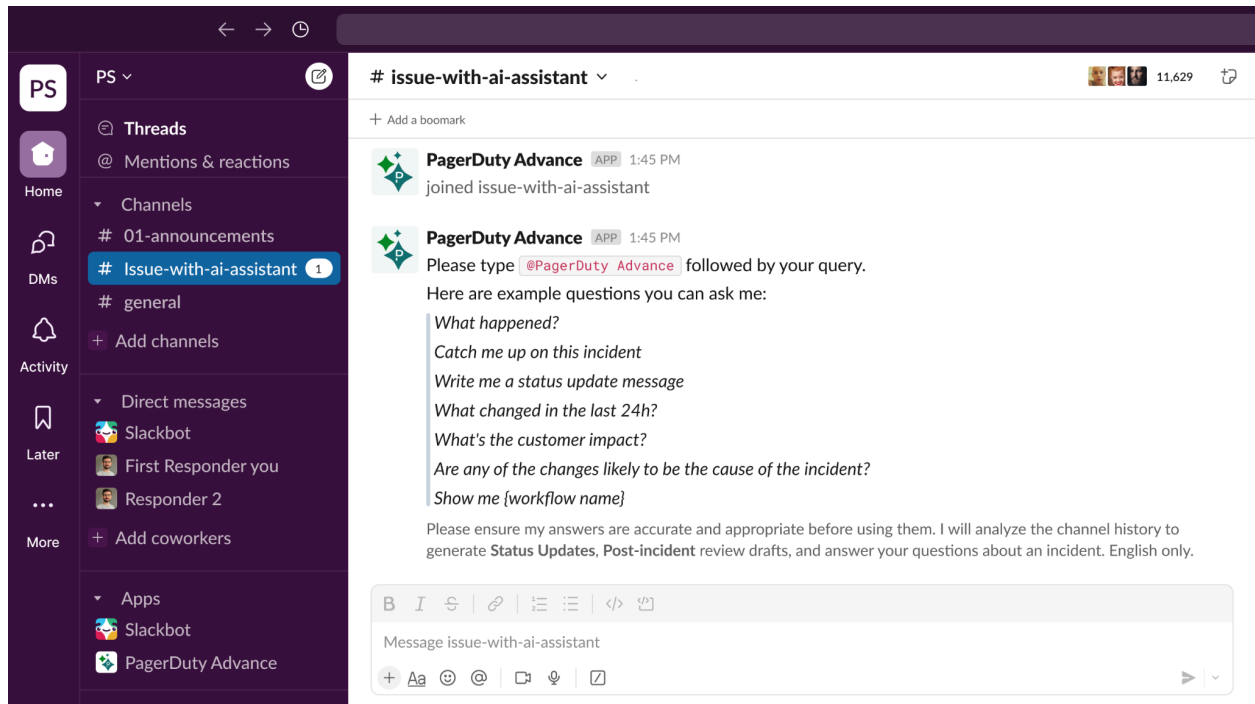 PS
Home
DMs
Activity
Later
More
PS
Threads
@ Mentions & reactions
Channels
# 01-announcements
# Issue-with-ai-assistant 1
# general
+ Add channels
Direct messages
Slackbot
First Responder you
Responder 2
+ Add coworkers
Apps
Slackbot
PagerDuty Advance
# issue-with-ai-assistant
11,629
+ Add a boomark
PagerDuty Advance APP 1:45 PM
joined issue-with-ai-assistant
PagerDuty Advance APP 1:45 PM
Please type @PagerDuty Advance followed by your query.
Here are example questions you can ask me:
What happened?
Catch me up on this incident
Write me a status update message
What changed in the last 24h?
What's the customer impact?
Are any of the changes likely to be the cause of the incident?
Show me {workflow name}
Please ensure my answers are accurate and appropriate before using them. I will analyze the channel history to
generate Status Updates, Post-incident review drafts, and answer your questions about an incident. English only.
B I S
Message issue-with-ai-assistant
+ Aa @